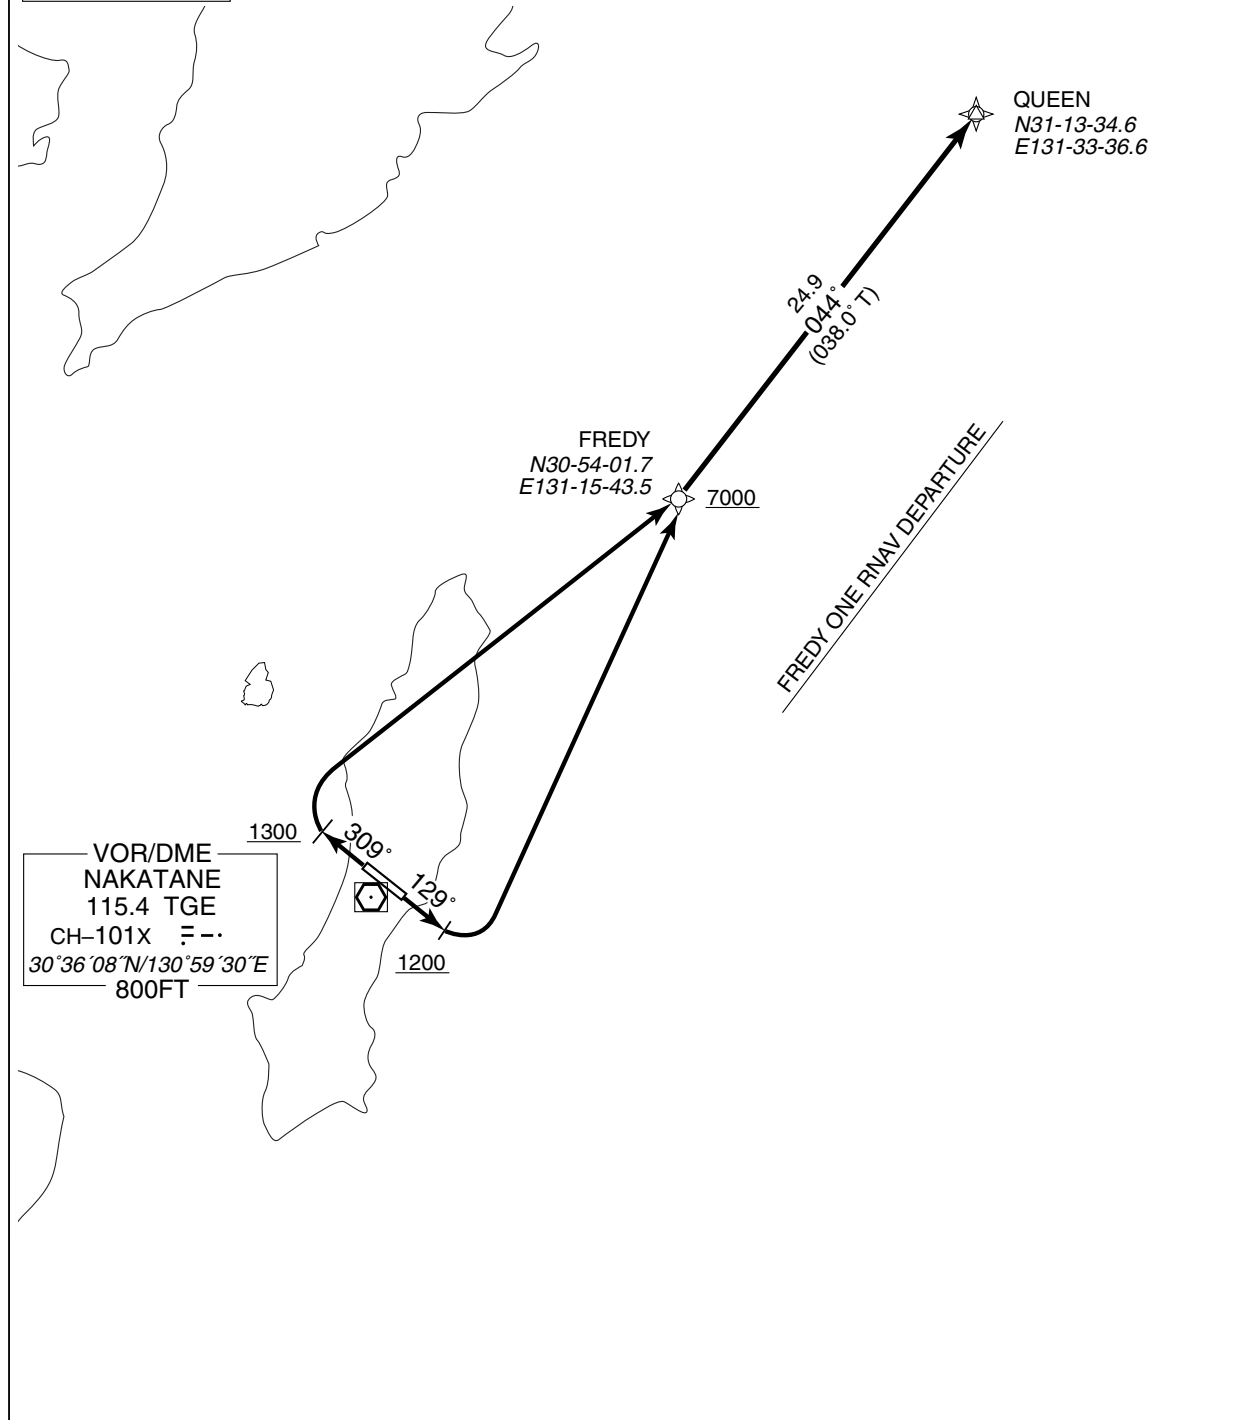 QUEEN
N31-13-34.6
E131-33-36.6
24.9
044°
(038.0°T)
FREDY
N30-54-01.7
E131-15-43.5
7000
FREDY ONE RNAV DEPARTURE
1300
309°
129°
1200
VOR/DME
NAKATANE
115.4 TGE
CH–101X
30°36´08˝N/130°59´30˝E
800FT